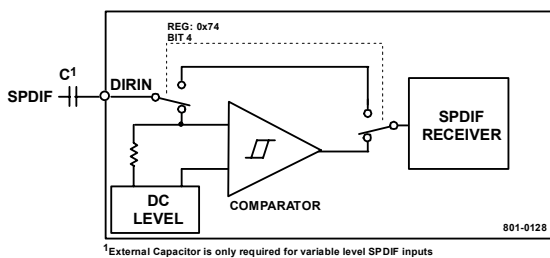 REG: 0x74
BIT 4
C1
SPDIF
DIRIN
SPDIF
RECEIVER
DC
LEVEL
COMPARATOR
801-0128
1External Capacitor is only required for variable level SPDIF inputs